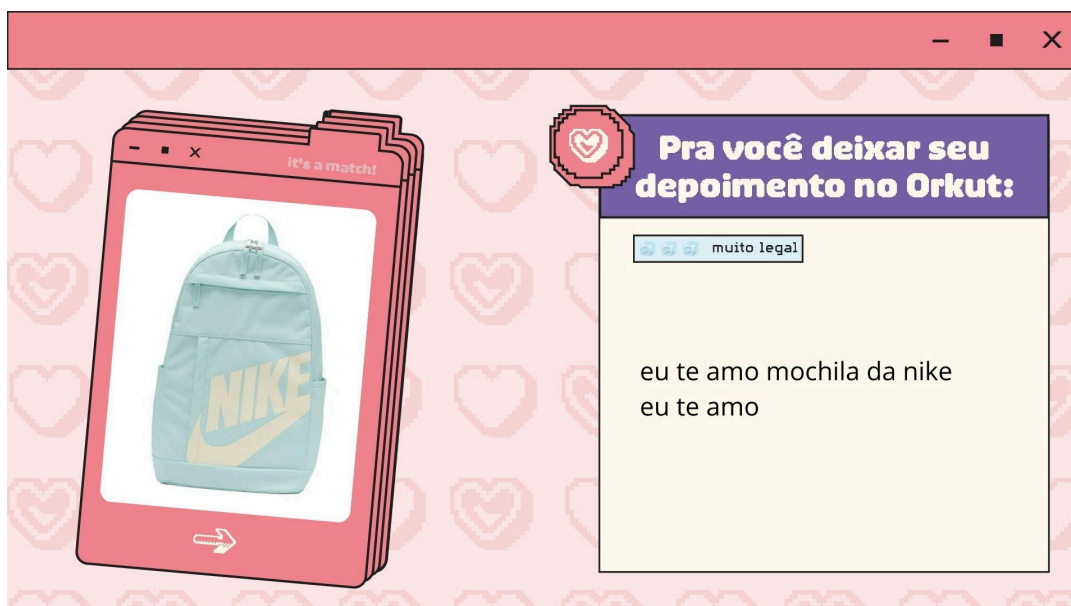 it's a match!
NIKE
Pra você deixar seu
depoimento no Orkut:
muito legal
eu te amo mochila da nike
eu te amo